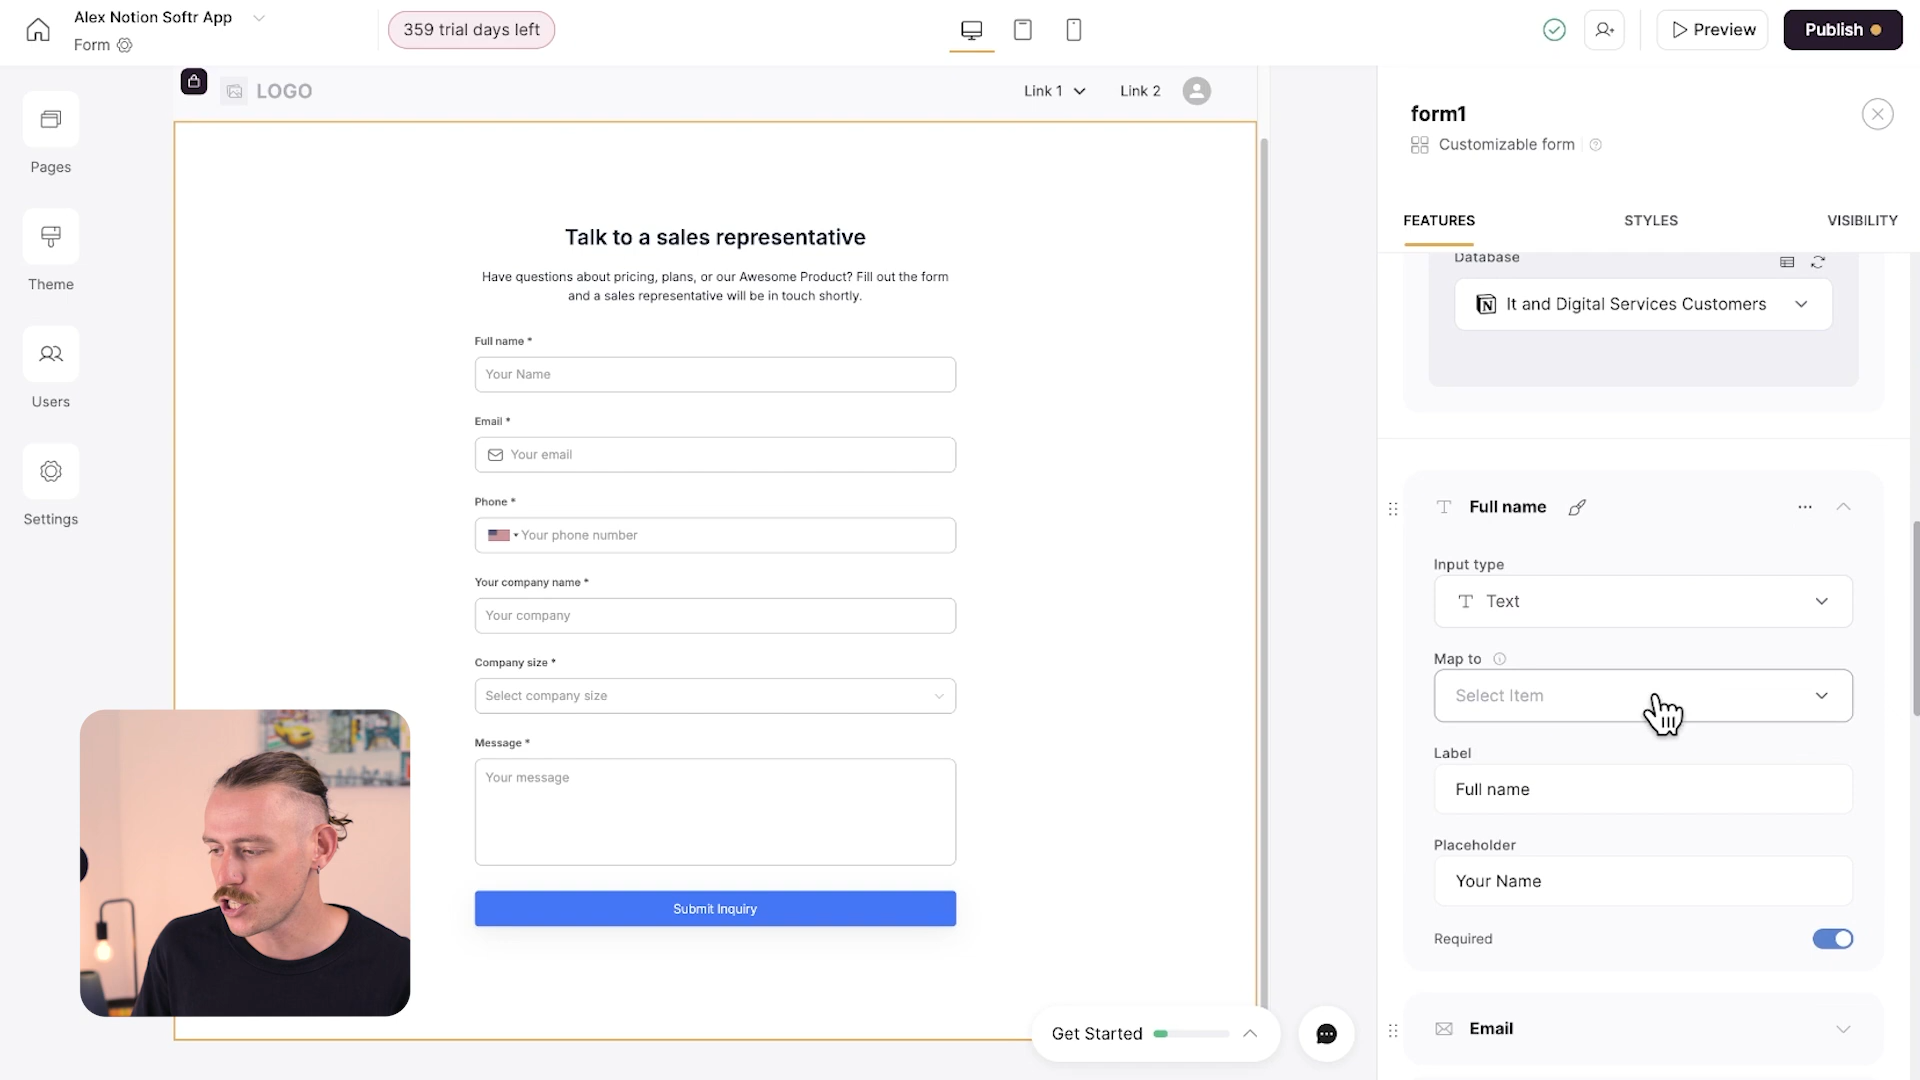 Alex Notion Softr App
Form
359 trial days left
Preview
Publish
Pages
Theme
Users
Settings
LOGO
Link 1
Link 2
Talk to a sales representative
Have questions about pricing, plans, or our Awesome Product? Fill out the form
and a sales representative will be in touch shortly.
Full name *
Your Name
Email *
Your email
Phone *
Your phone number
Your company name *
Your company
Company size *
Select company size
Message *
Your message
Submit Inquiry
Get Started
form1
Customizable form
FEATURES
STYLES
VISIBILITY
Database
It and Digital Services Customers
Full name
Input type
Text
Map to
Select Item
Label
Full name
Placeholder
Your Name
Required
Email